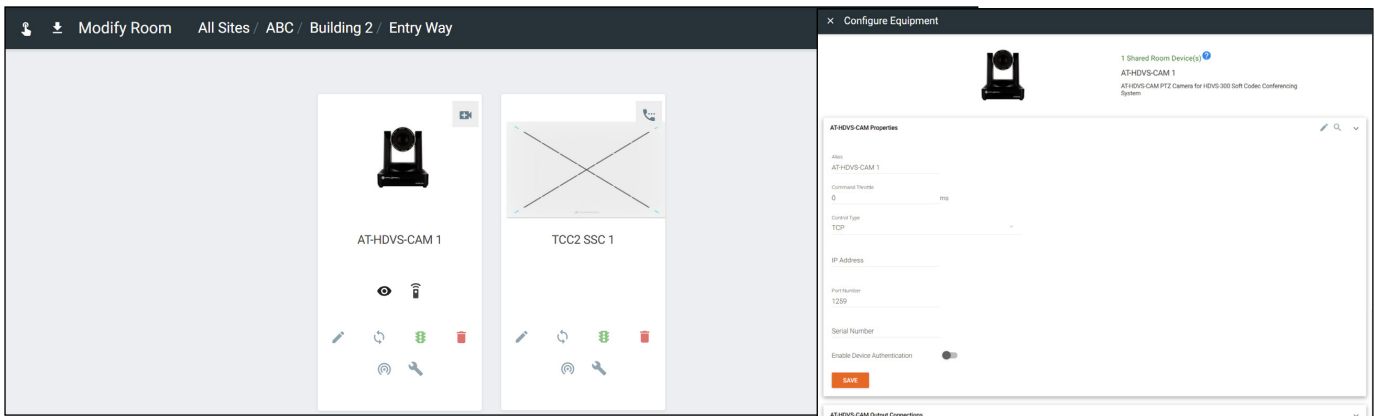 Modify Room All Sites / ABC / Building 2 / Entry Way
AT-HDVS-CAM 1
TCC2 SSC 1
× Configure Equipment
1 Shared Room Device(s)
AT-HDVS-CAM 1
AT-HDVS-CAM PTZ Camera for HDVS-300 Soft Codec Conferencing
System
AT-HDVS-CAM Properties
Alias
AT-HDVS-CAM 1
Command Throttle
0 ms
Control Type
TCP
IP Address
Port Number
1259
Serial Number
Enable Device Authentication
SAVE
AT-HDVS-CAM Output Connections